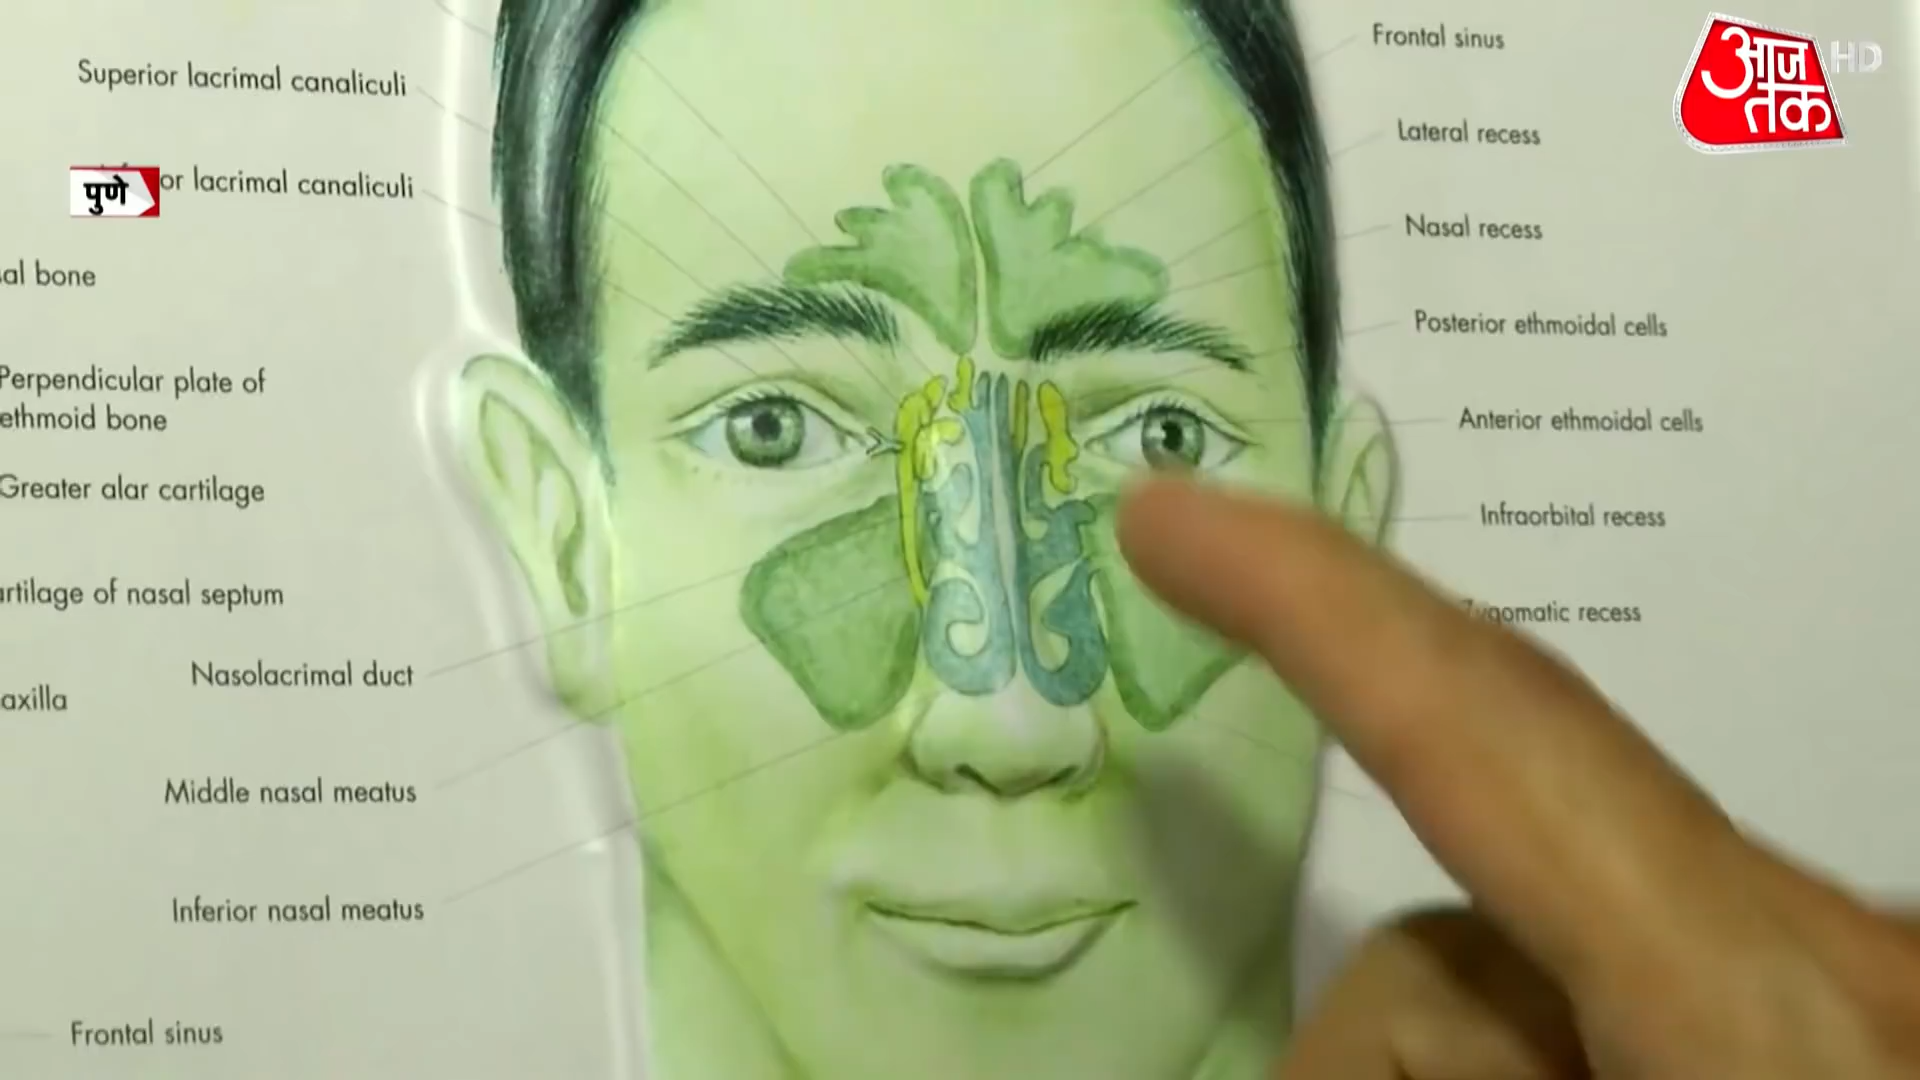 Superior lacrimal canaliculi
or lacrimal canaliculi
पुणे
al bone
Perpendicular plate of
ethmoid bone
Greater alar cartilage
artilage of nasal septum
Nasolacrimal duct
axilla
Middle nasal meatus
Inferior nasal meatus
Frontal sinus
Frontal sinus
Lateral recess
Nasal recess
Posterior ethmoidal cells
Anterior ethmoidal cells
Infraorbital recess
Zygomatic recess
आज
तक
HD